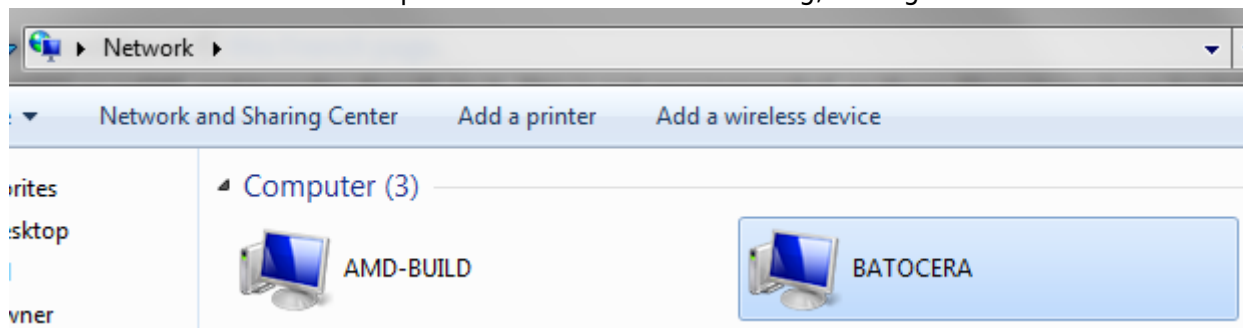 Network
Network and Sharing Center Add a printer Add a wireless device
Computer (3)
AMD-BUILD BATOCERA